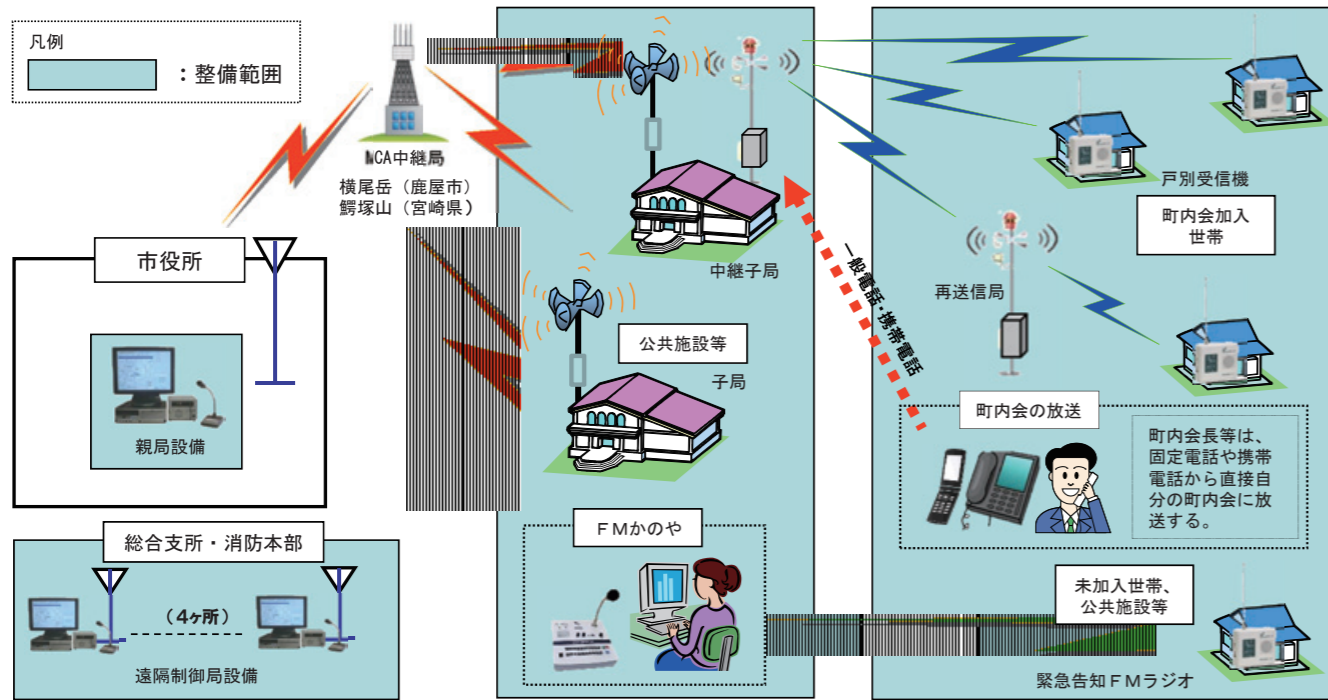 凡例
：整備範囲
MCA中継局
横尾岳（鹿屋市）
鰐塚山（宮崎県）
市役所
親局設備
総合支所・消防本部
（4ヶ所）
遠隔制御局設備
中継子局
公共施設等
子局
FMかのや
一般電話・携帯電話
戸別受信機
町内会加入
世帯
再送信局
町内会の放送
町内会長等は、
固定電話や携帯
電話から直接自
分の町内会に放
送する。
未加入世帯、
公共施設等
緊急告知FMラジオ